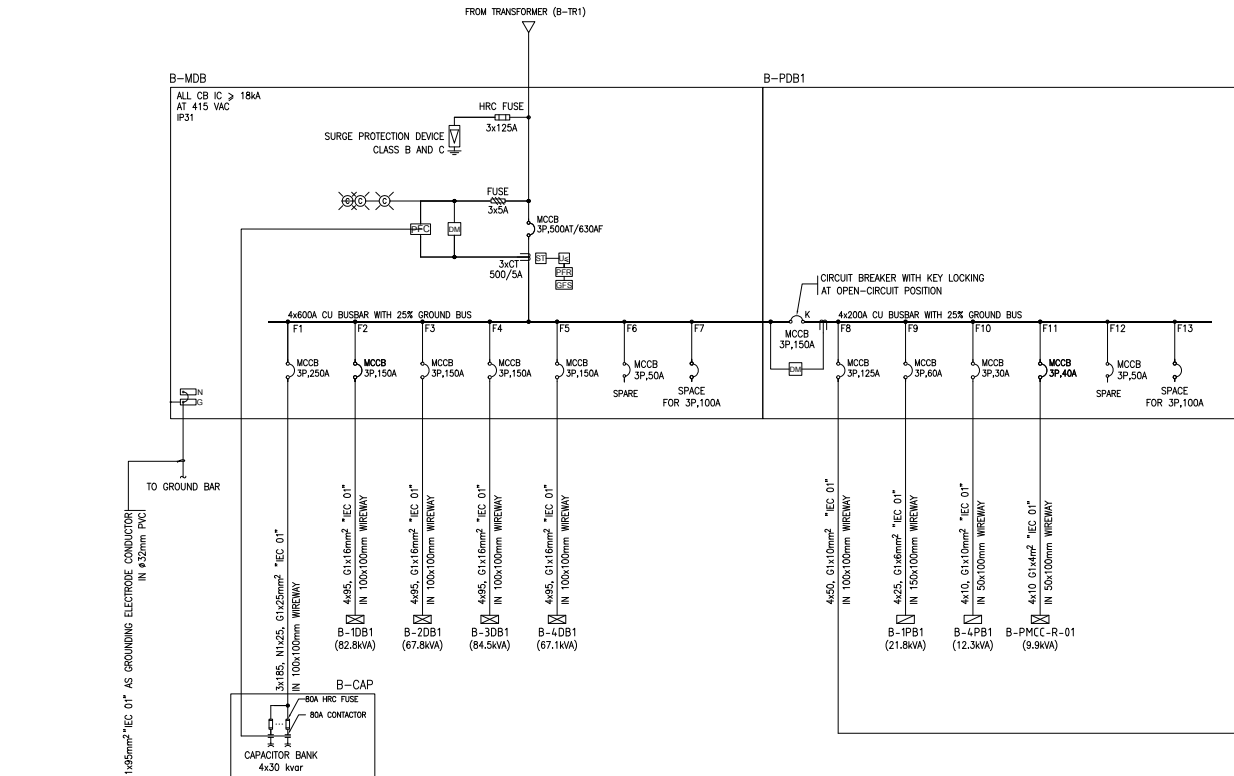 FROM TRANSFORMER (B-TR1)
B-MDB
B-PDB1
ALL CB IC ⩾ 18kA
AT 415 VAC
IP31
HRC FUSE
3x125A
SURGE PROTECTION DEVICE
CLASS B AND C
C C C
FUSE
3x5A
MCCB
3P,500AT/630AF
PFC
DM
3xCT
500/5A
ST
U≤
PFR
GFS
CIRCUIT BREAKER WITH KEY LOCKING
AT OPEN-CIRCUIT POSITION
4x600A CU BUSBAR WITH 25% GROUND BUS
K
4x200A CU BUSBAR WITH 25% GROUND BUS
F1 F2 F3 F4 F5 F6 F7
F8 F9 F10 F11 F12 F13
MCCB
3P,250A
MCCB
3P,150A
MCCB
3P,150A
MCCB
3P,150A
MCCB
3P,150A
MCCB
3P,50A
SPARE
SPACE
FOR 3P,100A
MCCB
3P,150A
DM
MCCB
3P,125A
MCCB
3P,60A
MCCB
3P,30A
MCCB
3P,40A
MCCB
3P,50A
SPARE
SPACE
FOR 3P,100A
N
G
TO GROUND BAR
1x95mm² "IEC 01" AS GROUNDING ELECTRODE CONDUCTOR
IN ø32mm PVC
3x185, N1x25, G1x25mm² "IEC 01"
IN 100x100mm WIREWAY
4x95, G1x16mm² "IEC 01"
IN 100x100mm WIREWAY
4x95, G1x16mm² "IEC 01"
IN 100x100mm WIREWAY
4x95, G1x16mm² "IEC 01"
IN 100x100mm WIREWAY
4x95, G1x16mm² "IEC 01"
IN 100x100mm WIREWAY
4x50, G1x10mm² "IEC 01"
IN 100x100mm WIREWAY
4x25, G1x6mm² "IEC 01"
IN 150x100mm WIREWAY
4x10, G1x10mm² "IEC 01"
IN 50x100mm WIREWAY
4x10 G1x4m² "IEC 01"
IN 50x100mm WIREWAY
B-1DB1
(82.8kVA)
B-2DB1
(67.8kVA)
B-3DB1
(84.5kVA)
B-4DB1
(67.1kVA)
B-1PB1
(21.8kVA)
B-4PB1
(12.3kVA)
B-PMCC-R-01
(9.9kVA)
B-CAP
80A HRC FUSE
80A CONTACTOR
CAPACITOR BANK
4x30 kvar